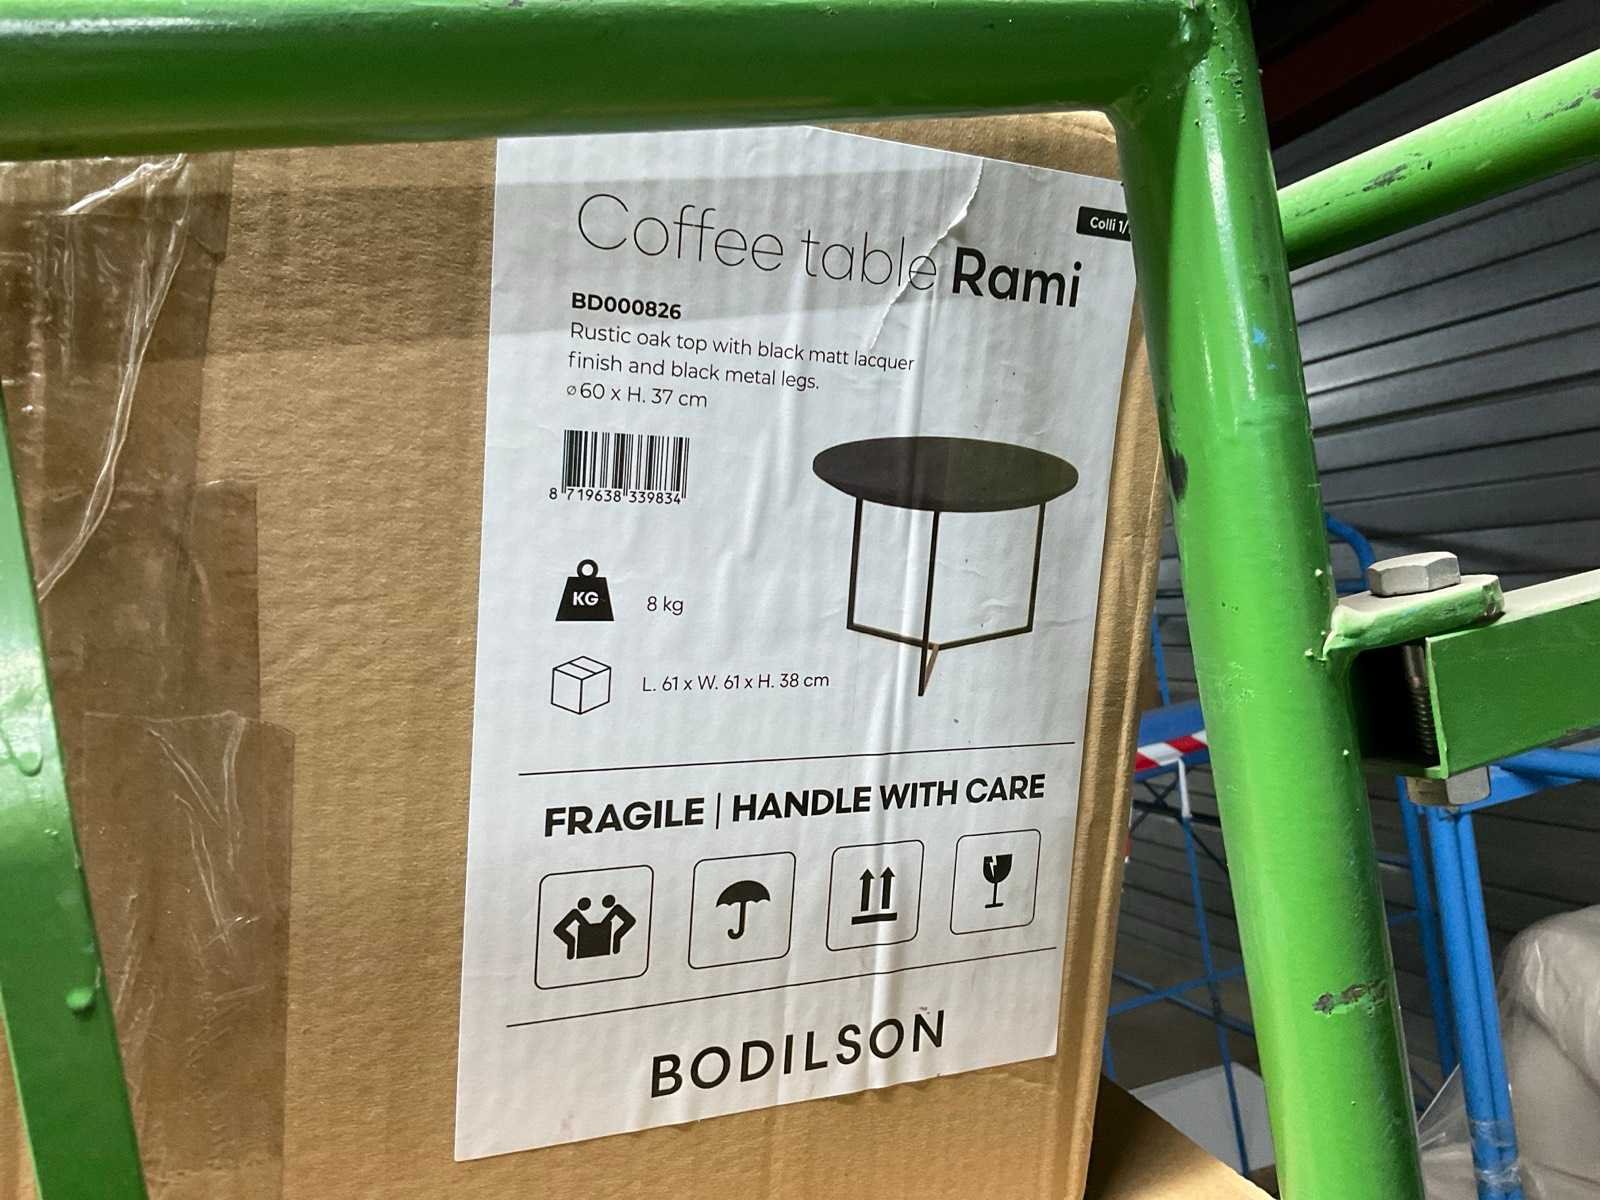 Colli 1/
Coffee table Rami
BD000826
Rustic oak top with black matt lacquer
finish and black metal legs.
⌀ 60 x H. 37 cm
8 719638 339834
KG
8 kg
L. 61 x W. 61 x H. 38 cm
FRAGILE | HANDLE WITH CARE
BODILSON